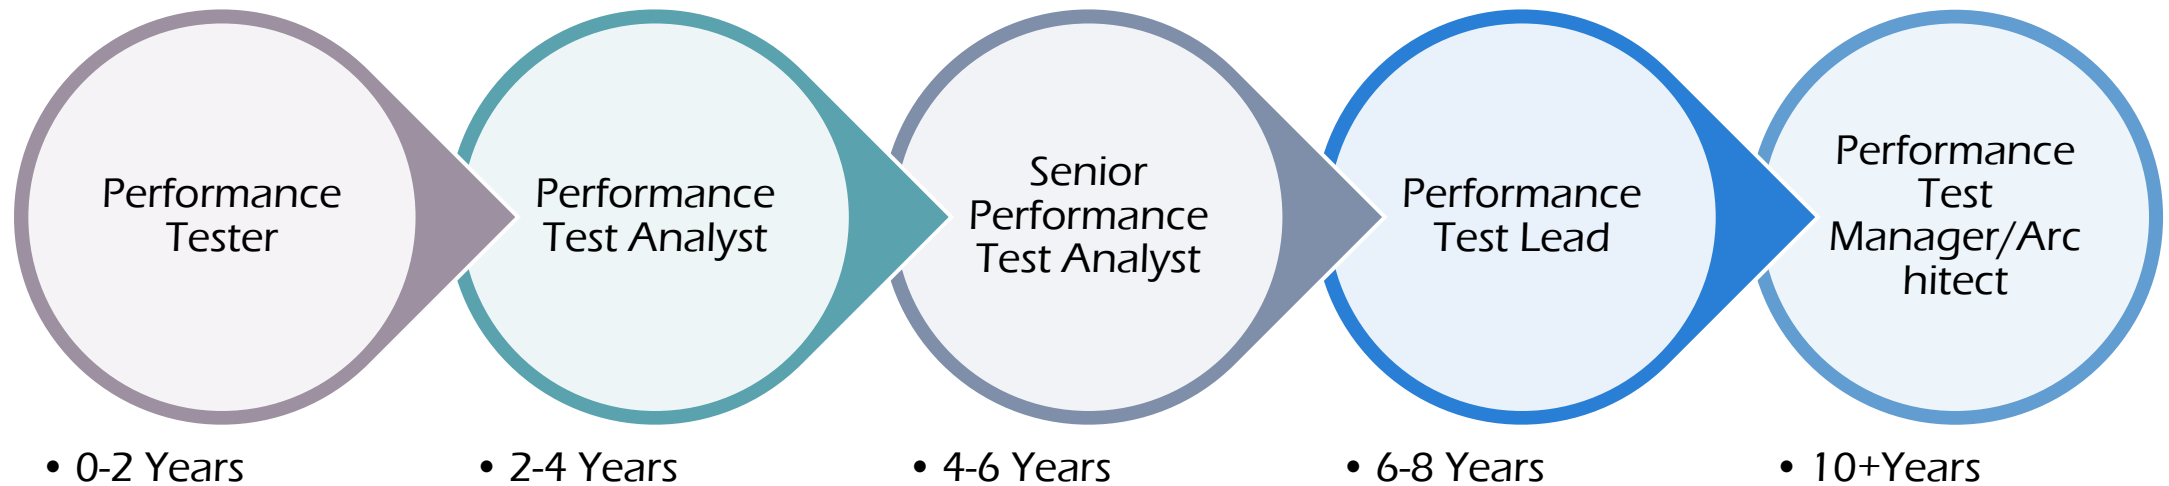 Performance
Tester
Performance
Test Analyst
Senior
Performance
Test Analyst
Performance
Test Lead
Performance
Test
Manager/Arc
hitect
• 0-2 Years
• 2-4 Years
• 4-6 Years
• 6-8 Years
• 10+Years